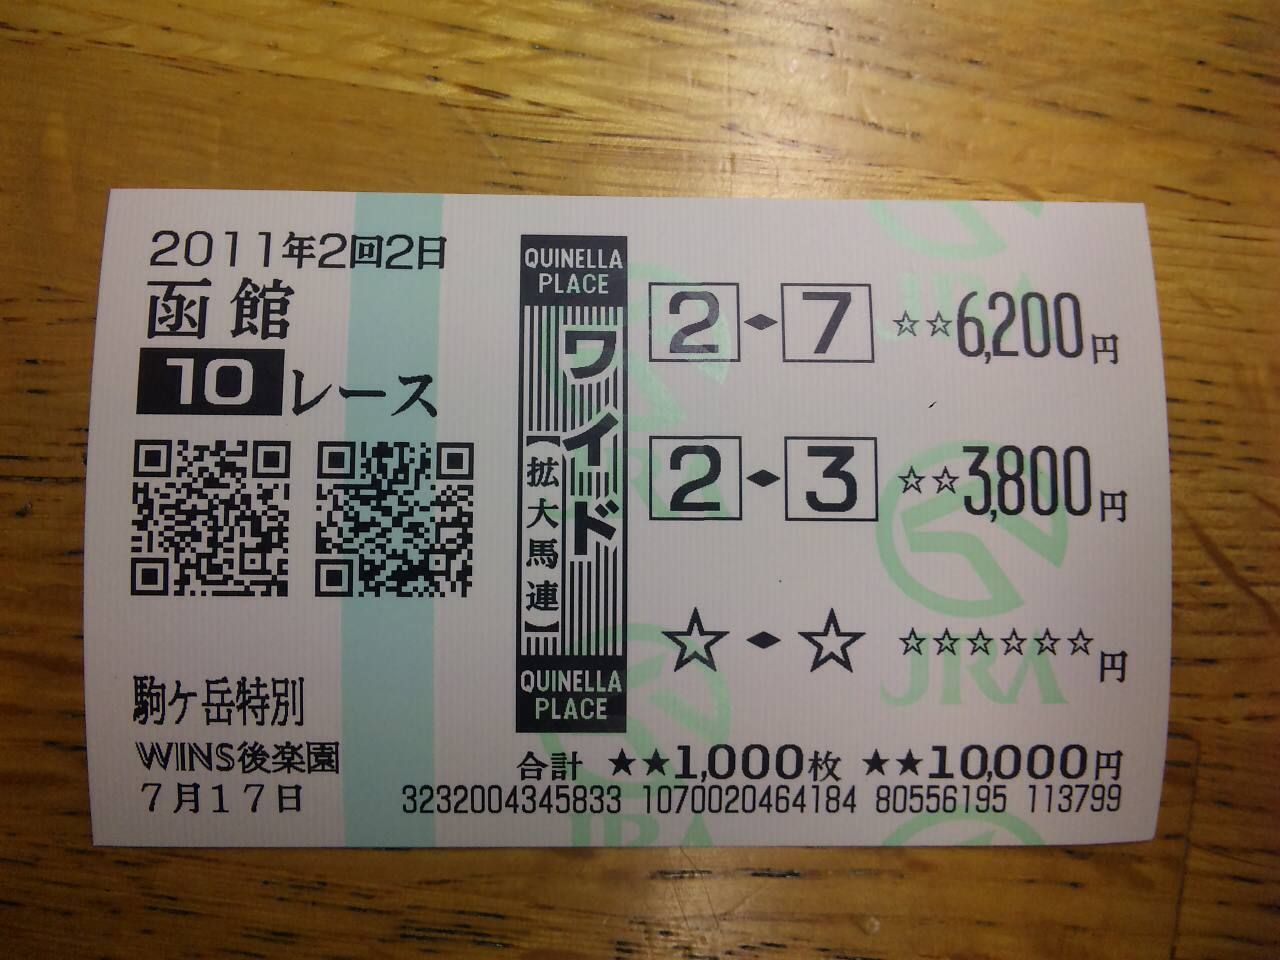 2011年2回2日
函館
10レース
駒ケ岳特別
WINS後楽園
7月17日
QUINELLA
PLACE
ワイド
【拡大馬連】
QUINELLA
PLACE
2◆7 ☆☆6,200円
2◆3 ☆☆3,800円
☆◆☆ ☆☆☆☆☆☆円
合計 ★★1,000枚 ★★10,000円
3232004345833 1070020464184 80556195 113799
JRA
JRA
JRA
JRA